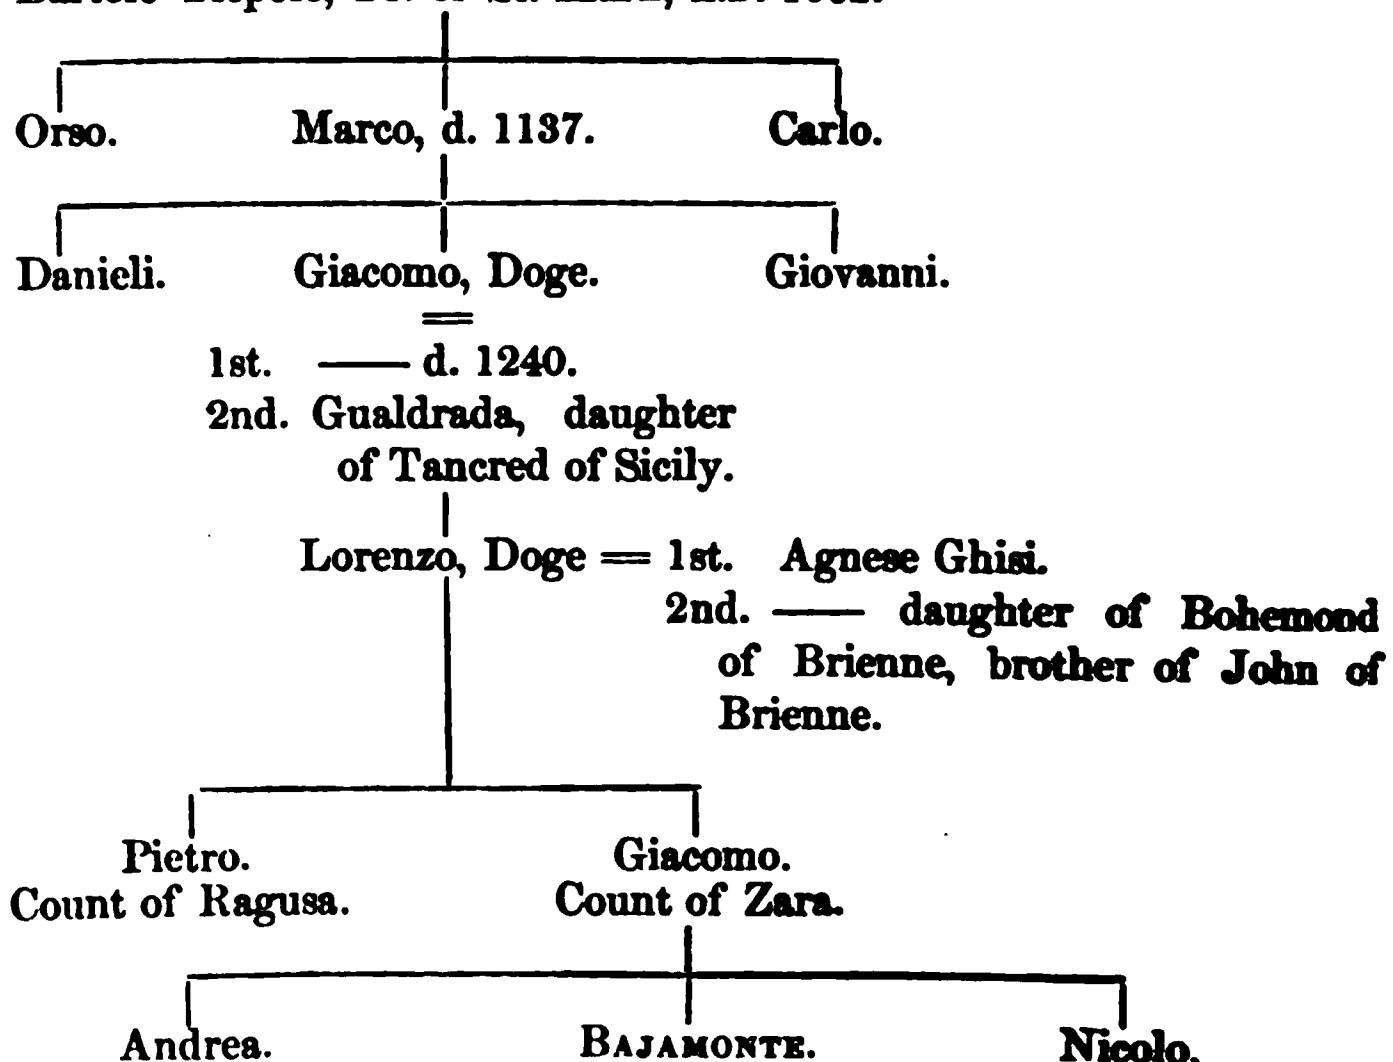 Orso. Marco, d. 1137. Carlo.
Danieli. Giacomo, Doge. Giovanni.
=
1st. —— d. 1240.
2nd. Gualdrada, daughter
of Tancred of Sicily.
Lorenzo, Doge = 1st. Agnese Ghisi.
2nd. —— daughter of Bohemond
of Brienne, brother of John of
Brienne.
Pietro. Giacomo.
Count of Ragusa. Count of Zara.
Andrea. BAJAMONTE. Nicolo.